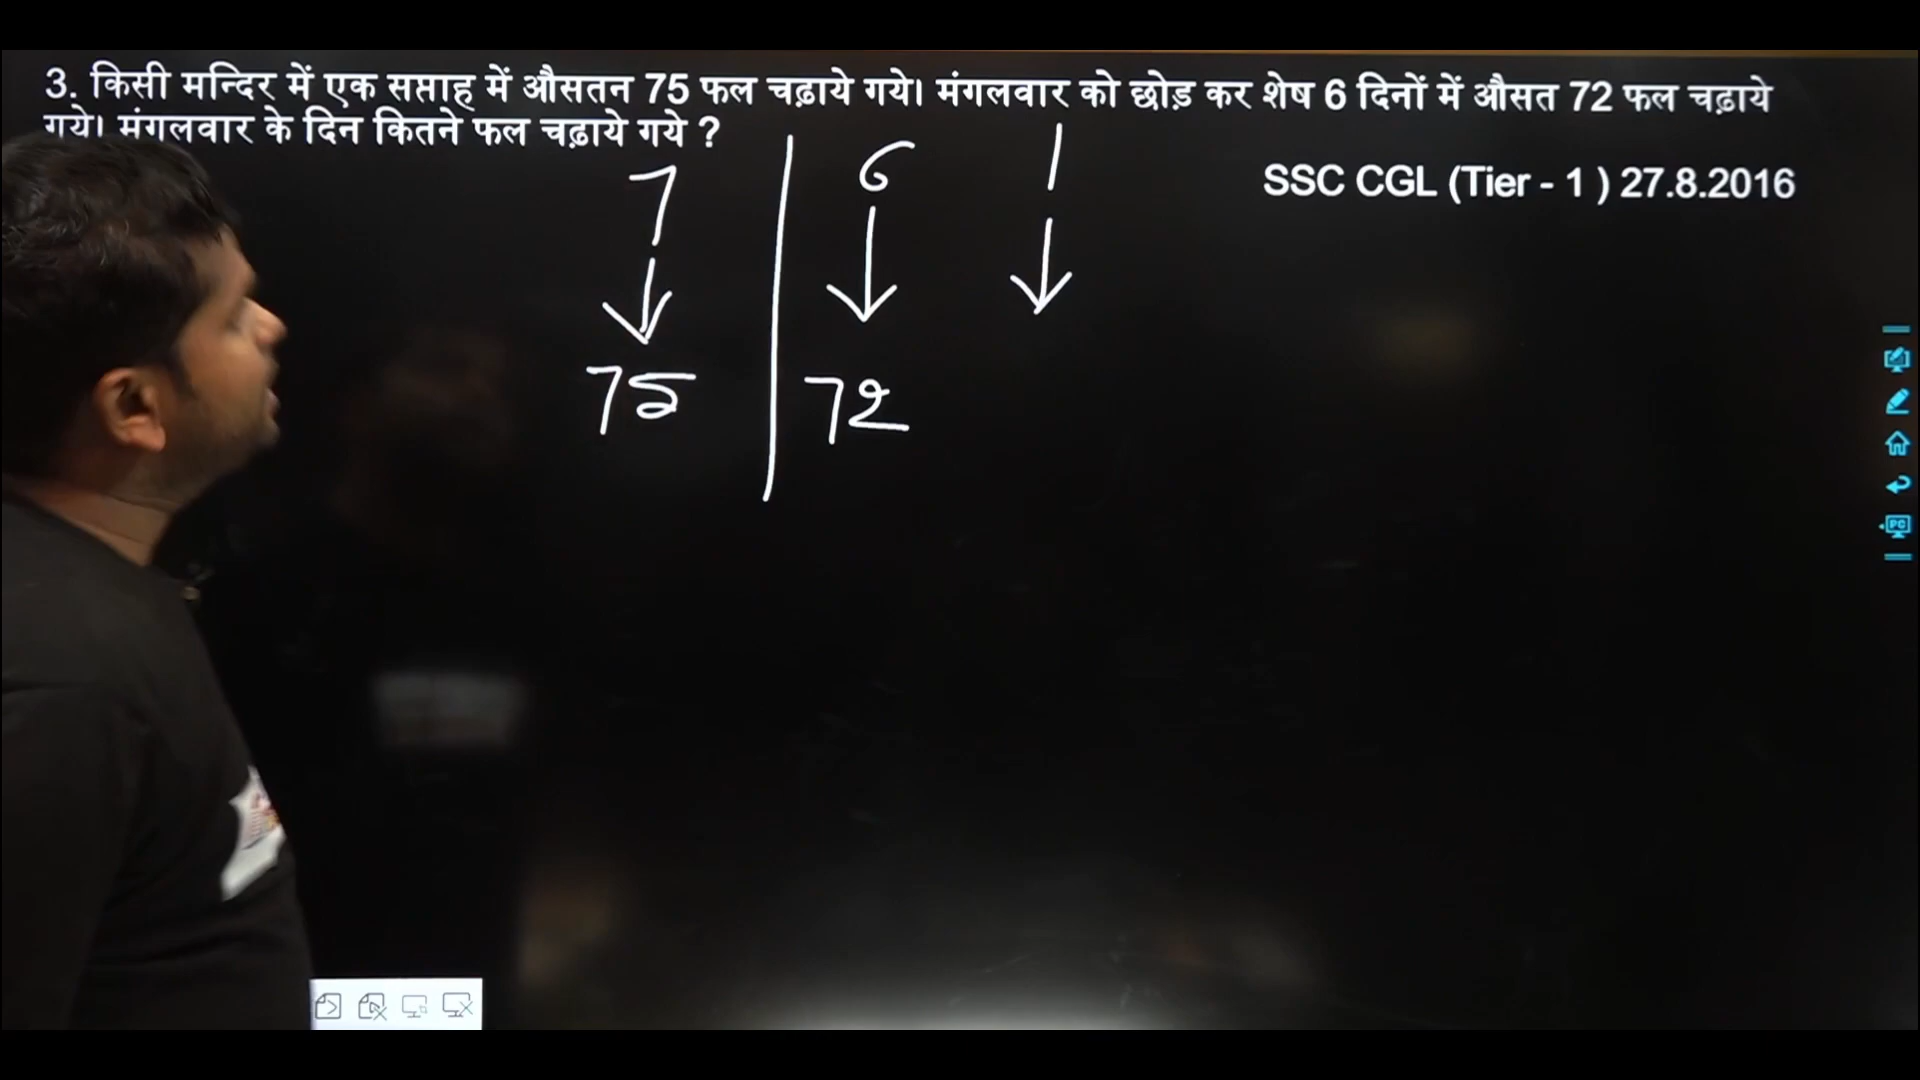 3. किसी मन्दिर में एक सप्ताह में औसतन 75 फल चढ़ाये गये। मंगलवार को छोड़ कर शेष 6 दिनों में औसत 72 फल चढ़ाये
गये। मंगलवार के दिन कितने फल चढ़ाये गये ?
SSC CGL (Tier - 1 ) 27.8.2016
7 6 1
75 72
PC